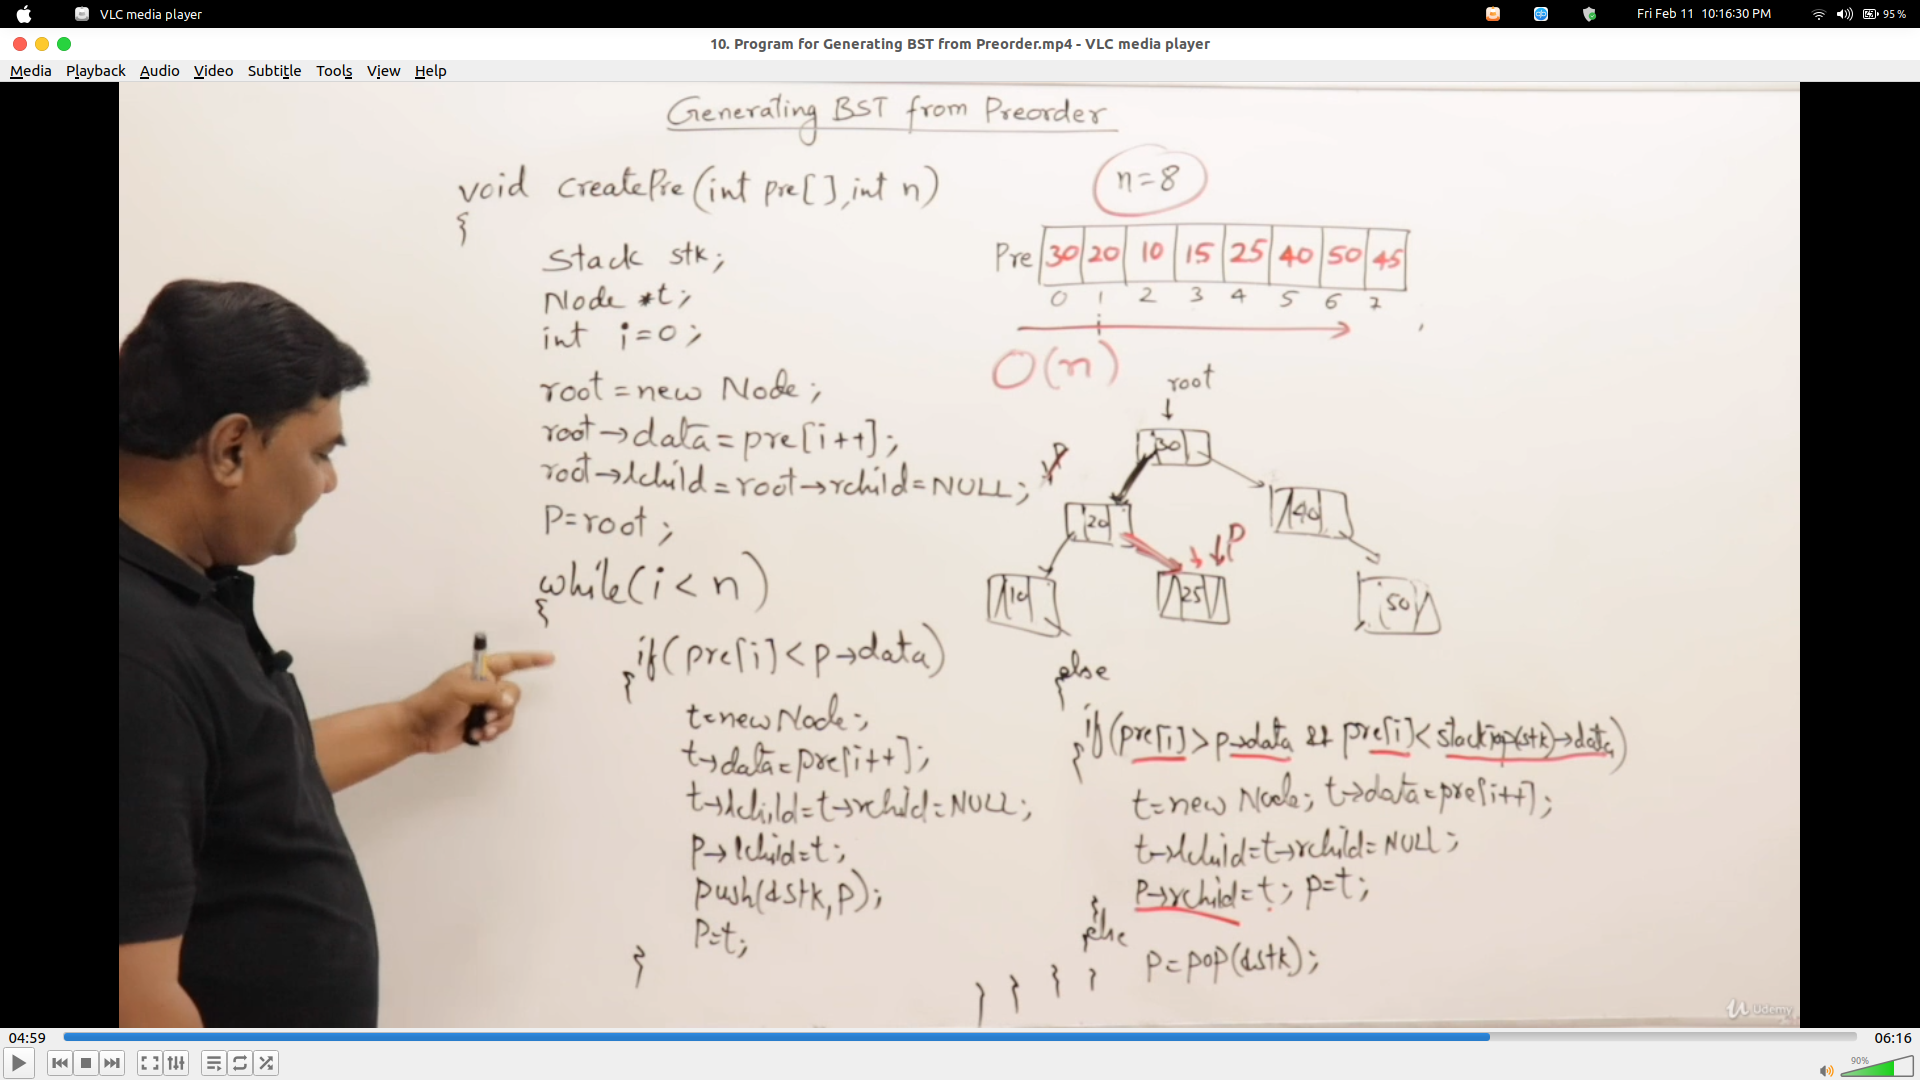 VLC media player
Fri Feb 11 10:16:30 PM
95 %
10. Program for Generating BST from Preorder.mp4 - VLC media player
Media Playback Audio Video Subtitle Tools View Help
Generating BST from Preorder
void CreatePre(int pre[], int n)
{
Stack stk;
Node *t;
int i=0;
root=new Node;
root→data=pre[i++];
root→lchild=root→rchild=NULL;
P=root;
while(i<n)
{
if(pre[i]<p→data)
{
t=new Node;
t→data=pre[i++];
t→lchild=t→rchild=NULL;
P→lchild=t;
push(&stk,p);
P=t;
}
n=8
Pre 30 20 10 15 25 40 50 45
0 1 2 3 4 5 6 7
i
O(n)
root
30
P
20 40
P
10 25 50
else
{
if(pre[i]>p→data && pre[i]<stacktop(stk)→data)
{
t=new Node; t→data=pre[i++];
t→lchild=t→rchild=NULL;
P→rchild=t; p=t;
}
else
P=pop(&stk);
} } } }
Udemy
04:59 06:16
90%